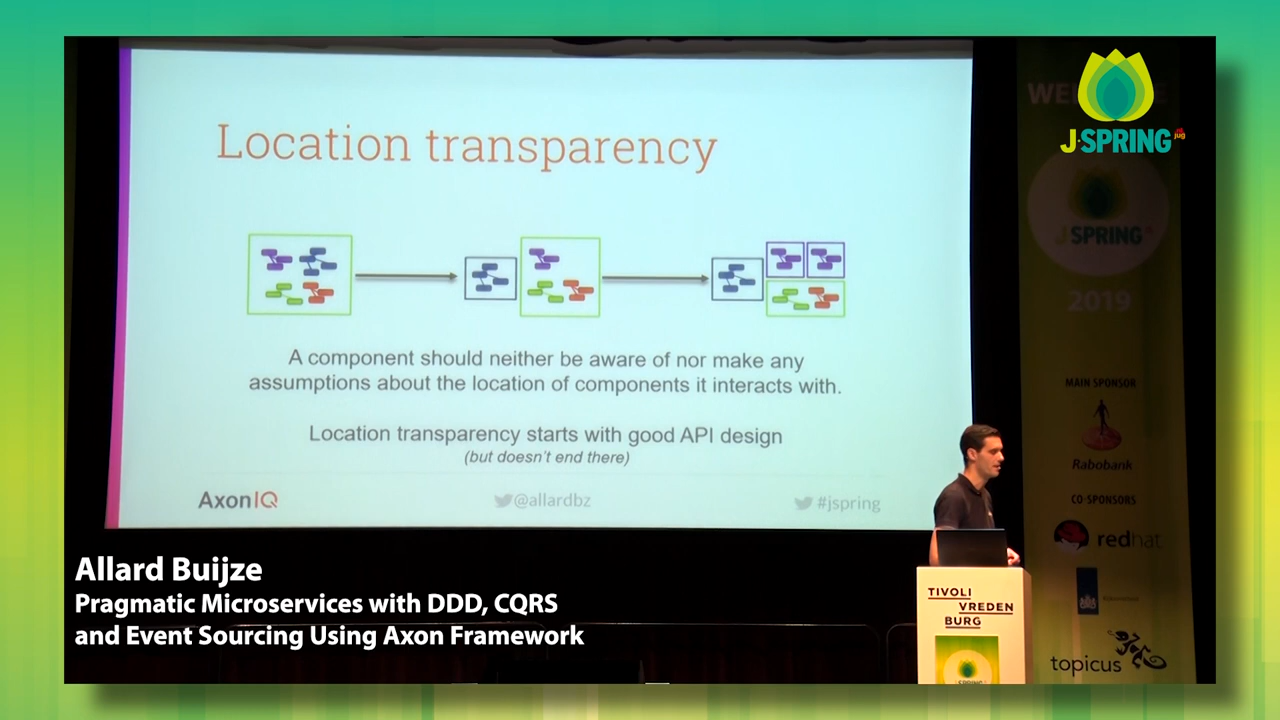 Location transparency
A component should neither be aware of nor make any
assumptions about the location of components it interacts with.
Location transparency starts with good API design
(but doesn't end there)
AxonIQ
@allardbz
#jspring
Allard Buijze
Pragmatic Microservices with DDD, CQRS
and Event Sourcing Using Axon Framework
J-SPRING
jug
J SPRING
2019
MAIN SPONSOR
Rabobank
CO-SPONSORS
redhat
topicus
TIVOLI
VREDEN
BURG